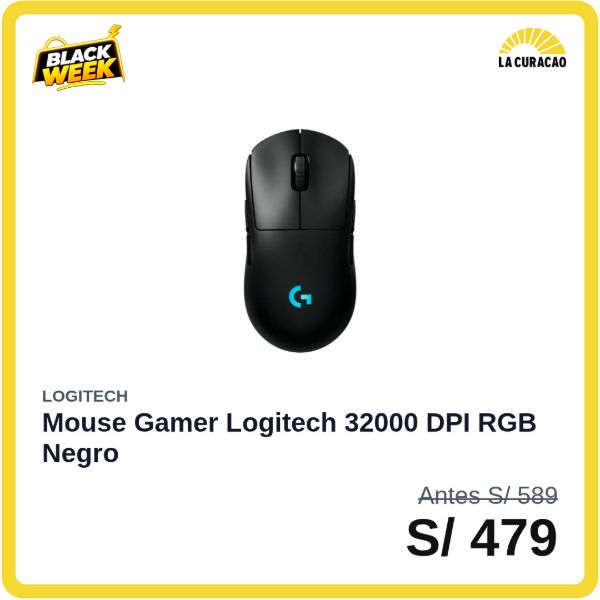 BLACK
WEEK
LA CURACAO
G
LOGITECH
Mouse Gamer Logitech 32000 DPI RGB
Negro
Antes S/ 589
S/ 479